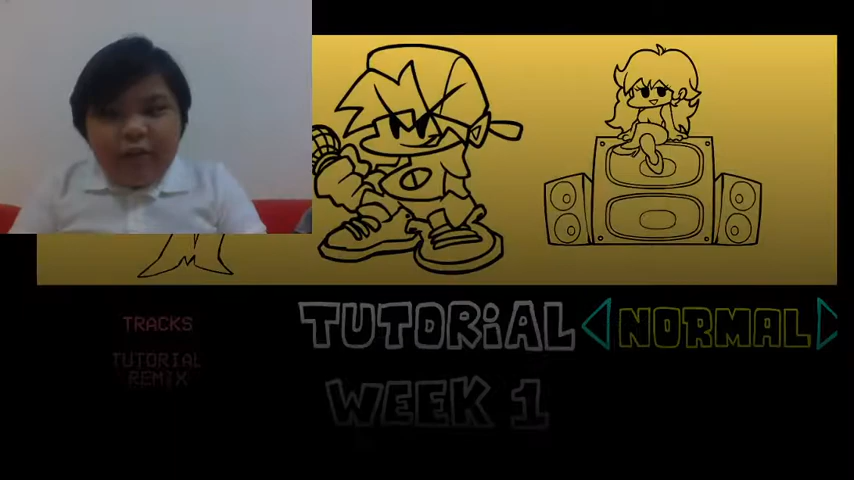 TRACKS
TUTORIAL NORMAL
TUTORIAL
REMIX
WEEK 1